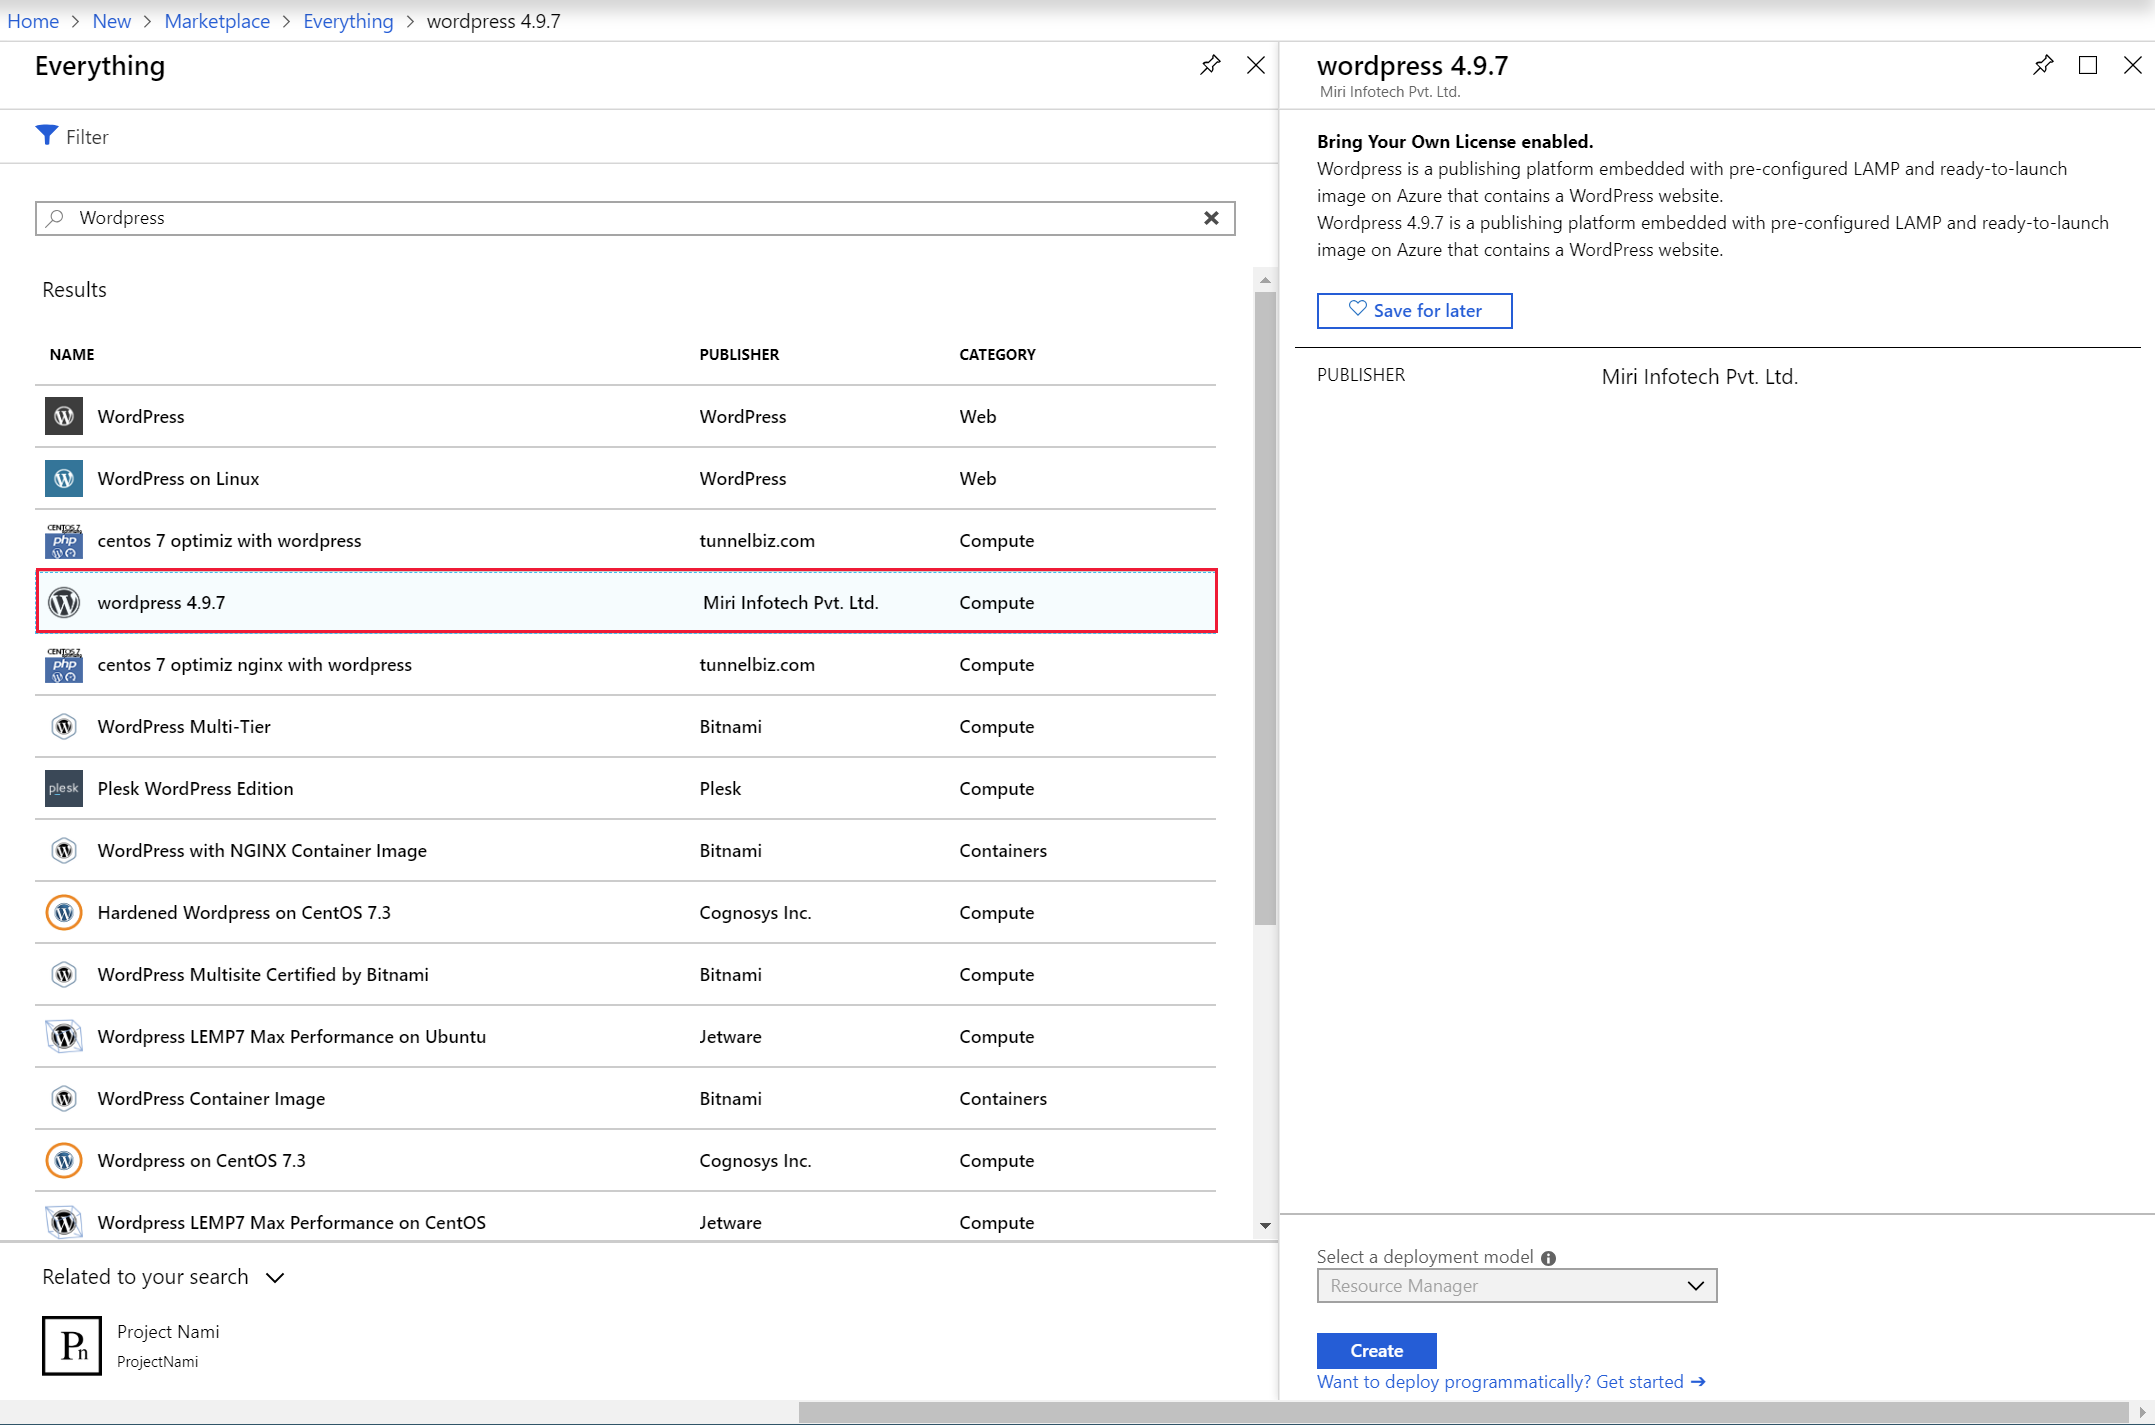 Home > New > Marketplace > Everything > wordpress 4.9.7
Everything
Filter
Wordpress
Results
NAME PUBLISHER CATEGORY
WordPress WordPress Web
WordPress on Linux WordPress Web
centos 7 optimiz with wordpress tunnelbiz.com Compute
wordpress 4.9.7 Miri Infotech Pvt. Ltd. Compute
centos 7 optimiz nginx with wordpress tunnelbiz.com Compute
WordPress Multi-Tier Bitnami Compute
plesk Plesk WordPress Edition Plesk Compute
WordPress with NGINX Container Image Bitnami Containers
Hardened Wordpress on CentOS 7.3 Cognosys Inc. Compute
WordPress Multisite Certified by Bitnami Bitnami Compute
Wordpress LEMP7 Max Performance on Ubuntu Jetware Compute
WordPress Container Image Bitnami Containers
Wordpress on CentOS 7.3 Cognosys Inc. Compute
Wordpress LEMP7 Max Performance on CentOS Jetware Compute
Related to your search
Pn
Project Nami
ProjectNami
wordpress 4.9.7
Miri Infotech Pvt. Ltd.
Bring Your Own License enabled.
Wordpress is a publishing platform embedded with pre-configured LAMP and ready-to-launch
image on Azure that contains a WordPress website.
Wordpress 4.9.7 is a publishing platform embedded with pre-configured LAMP and ready-to-launch
image on Azure that contains a WordPress website.
Save for later
PUBLISHER Miri Infotech Pvt. Ltd.
Select a deployment model
Resource Manager
Create
Want to deploy programmatically? Get started →